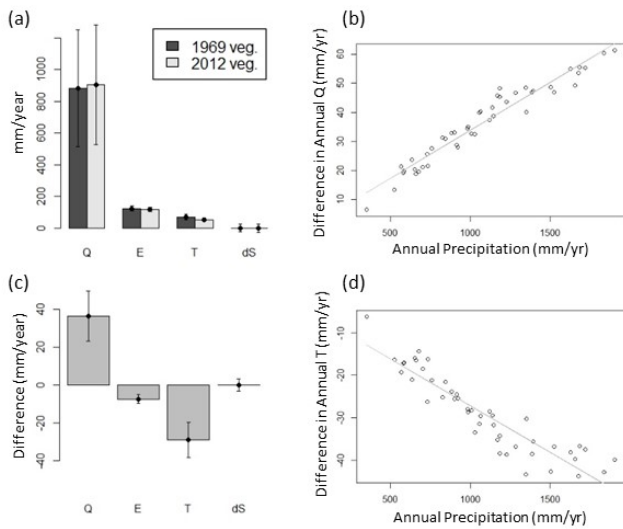 (a)
1969 veg.
2012 veg.
mm/year
1000
800
600
400
200
0
Q E T dS
(b)
Difference in Annual Q (mm/yr)
60
50
40
30
20
10
500 1000 1500
Annual Precipitation (mm/yr)
(c)
Difference (mm/year)
40
20
0
-20
-40
Q E T dS
(d)
Difference in Annual T (mm/yr)
-10
-20
-30
-40
500 1000 1500
Annual Precipitation (mm/yr)